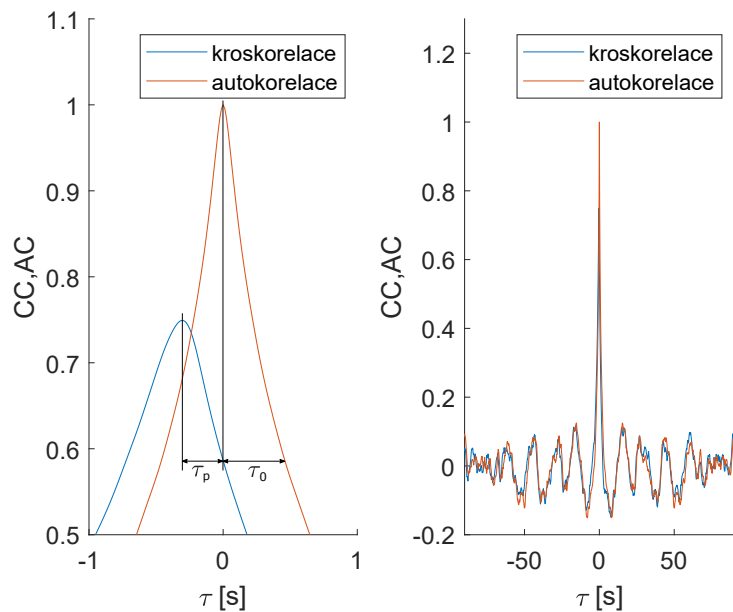 1.1
1
0.9
0.8
0.7
0.6
0.5
CC,AC
kroskorelace
autokorelace
τp
τ0
-1
0
1
τ [s]
1.2
1
0.8
0.6
0.4
0.2
0
-0.2
CC,AC
kroskorelace
autokorelace
-50
0
50
τ [s]